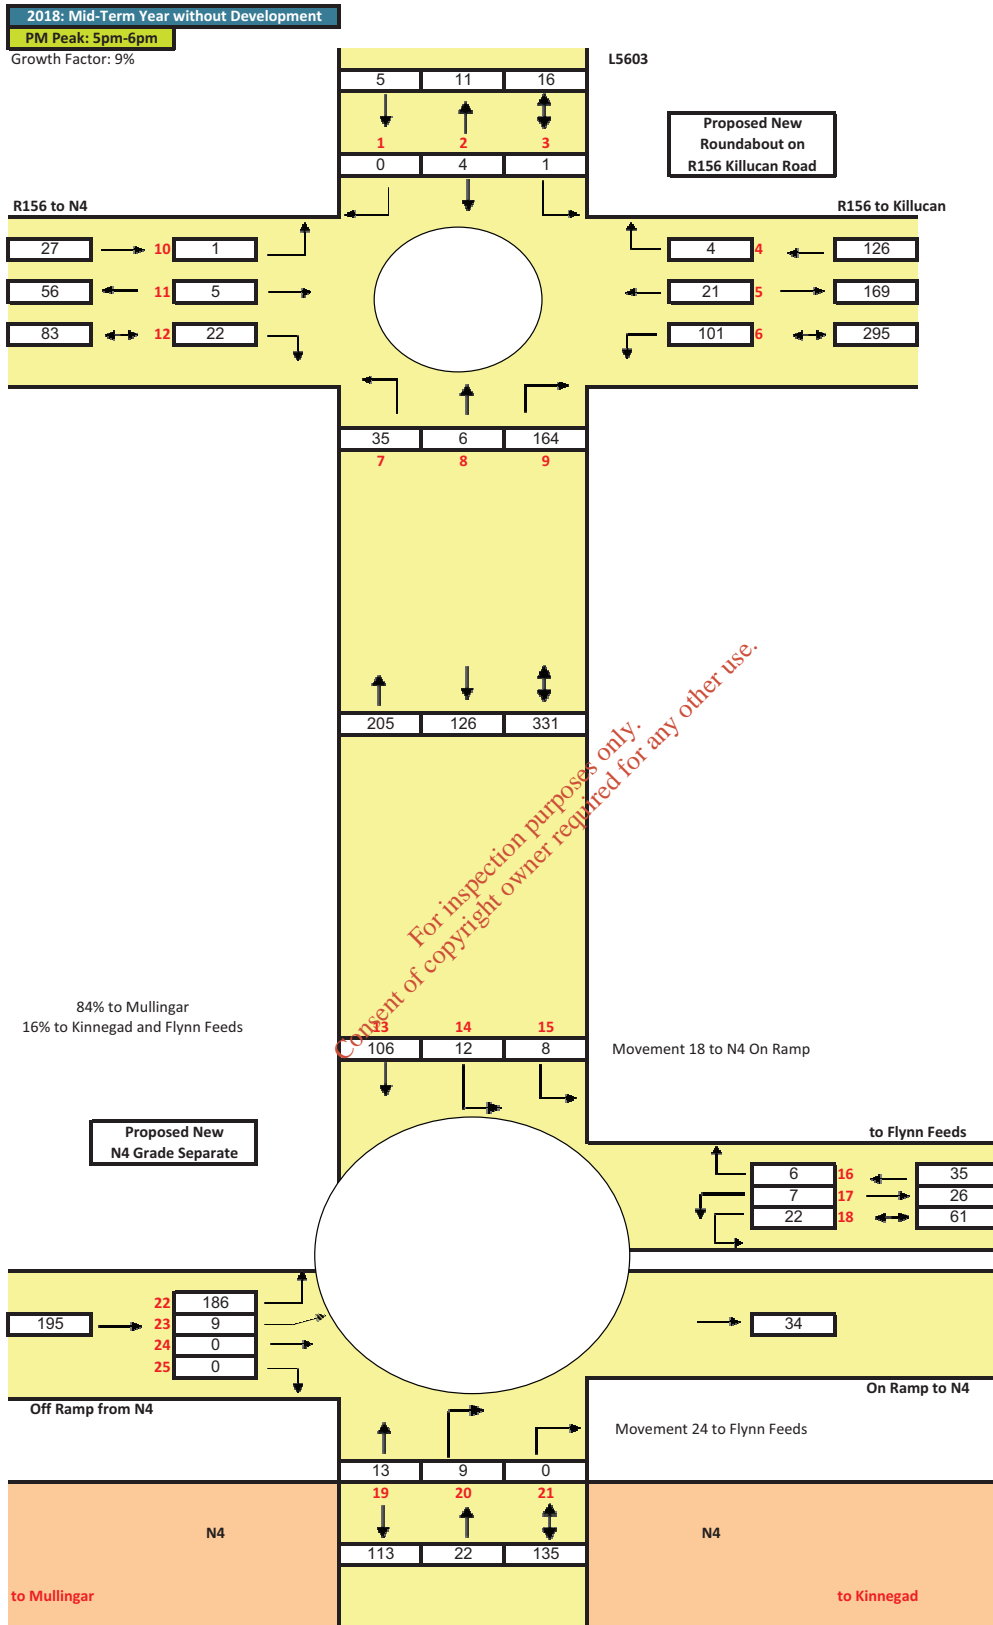 2018: Mid-Term Year without Development
PM Peak: 5pm-6pm
Growth Factor: 9%
L5603
5 11 16
Proposed New
Roundabout on
R156 Killucan Road
1 2 3
0 4 1
R156 to N4
R156 to Killucan
27 10 1
4 4 126
56 11 5
21 5 169
83 12 22
101 6 295
35 6 164
7 8 9
205 126 331
For inspection purposes only.
Consent of copyright owner required for any other use.
84% to Mullingar
16% to Kinnegad and Flynn Feeds
13 14 15
106 12 8
Movement 18 to N4 On Ramp
Proposed New
N4 Grade Separate
to Flynn Feeds
6 16 35
7 17 26
22 18 61
22 186
195 23 9
24 0
25 0
34
Off Ramp from N4
On Ramp to N4
Movement 24 to Flynn Feeds
13 9 0
19 20 21
N4
N4
113 22 135
to Mullingar
to Kinnegad